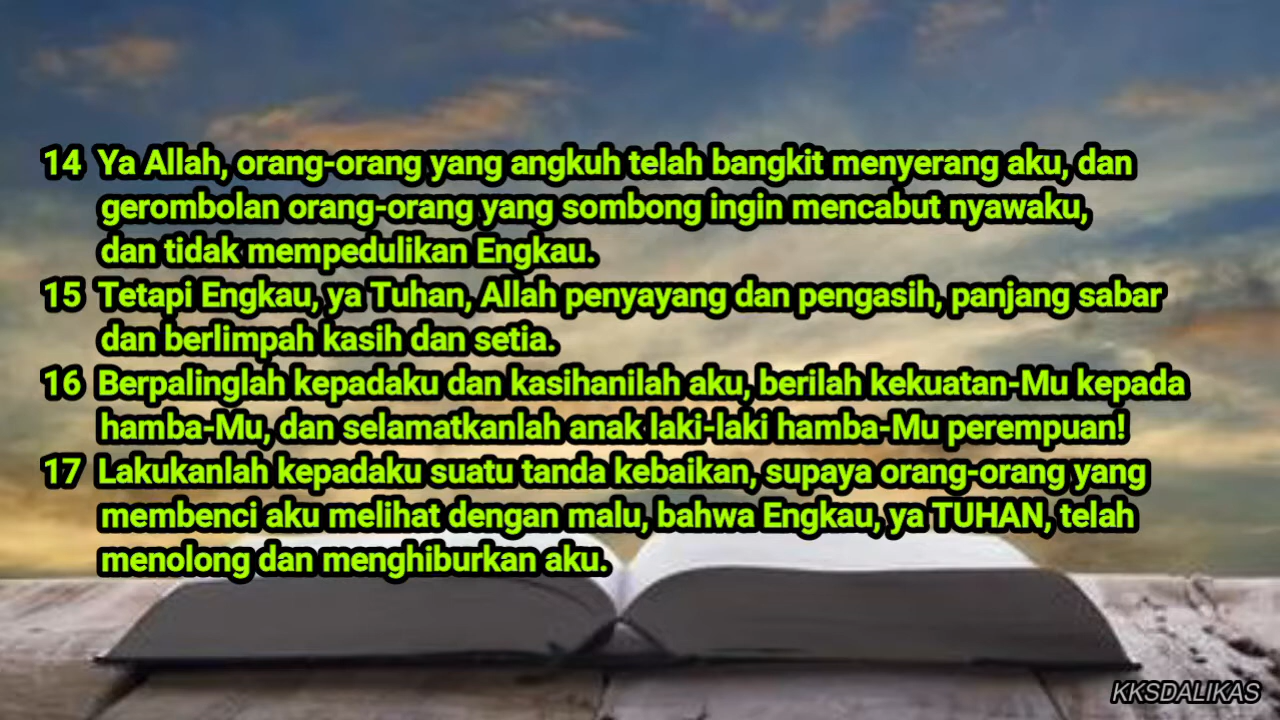 14 Ya Allah, orang-orang yang angkuh telah bangkit menyerang aku, dan
gerombolan orang-orang yang sombong ingin mencabut nyawaku,
dan tidak mempedulikan Engkau.
15 Tetapi Engkau, ya Tuhan, Allah penyayang dan pengasih, panjang sabar
dan berlimpah kasih dan setia.
16 Berpalinglah kepadaku dan kasihanilah aku, berilah kekuatan-Mu kepada
hamba-Mu, dan selamatkanlah anak laki-laki hamba-Mu perempuan!
17 Lakukanlah kepadaku suatu tanda kebaikan, supaya orang-orang yang
membenci aku melihat dengan malu, bahwa Engkau, ya TUHAN, telah
menolong dan menghiburkan aku.
KKSDALIKAS